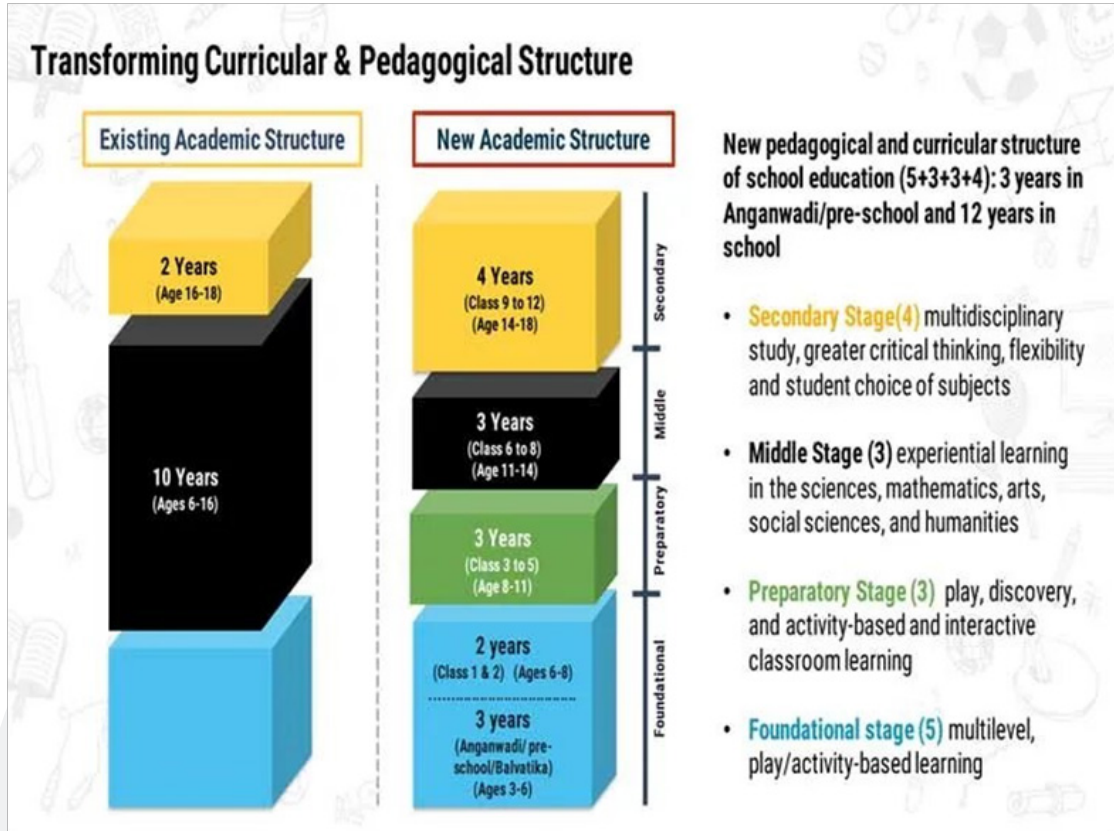 Transforming Curricular & Pedagogical Structure
Existing Academic Structure
2 Years
(Age 16-18)
10 Years
(Ages 6-16)
New Academic Structure
4 Years
(Class 9 to 12)
(Age 14-18)
3 Years
(Class 6 to 8)
(Age 11-14)
3 Years
(Class 3 to 5)
(Age 8-11)
2 years
(Class 1 & 2) (Ages 6-8)
3 years
(Anganwadi/ pre-
school/Balvatika)
(Ages 3-6)
Secondary
Middle
Preparatory
Foundational
New pedagogical and curricular structure
of school education (5+3+3+4): 3 years in
Anganwadi/pre-school and 12 years in
school
• Secondary Stage(4) multidisciplinary
study, greater critical thinking, flexibility
and student choice of subjects
• Middle Stage (3) experiential learning
in the sciences, mathematics, arts,
social sciences, and humanities
• Preparatory Stage (3) play, discovery,
and activity-based and interactive
classroom learning
• Foundational stage (5) multilevel,
play/activity-based learning